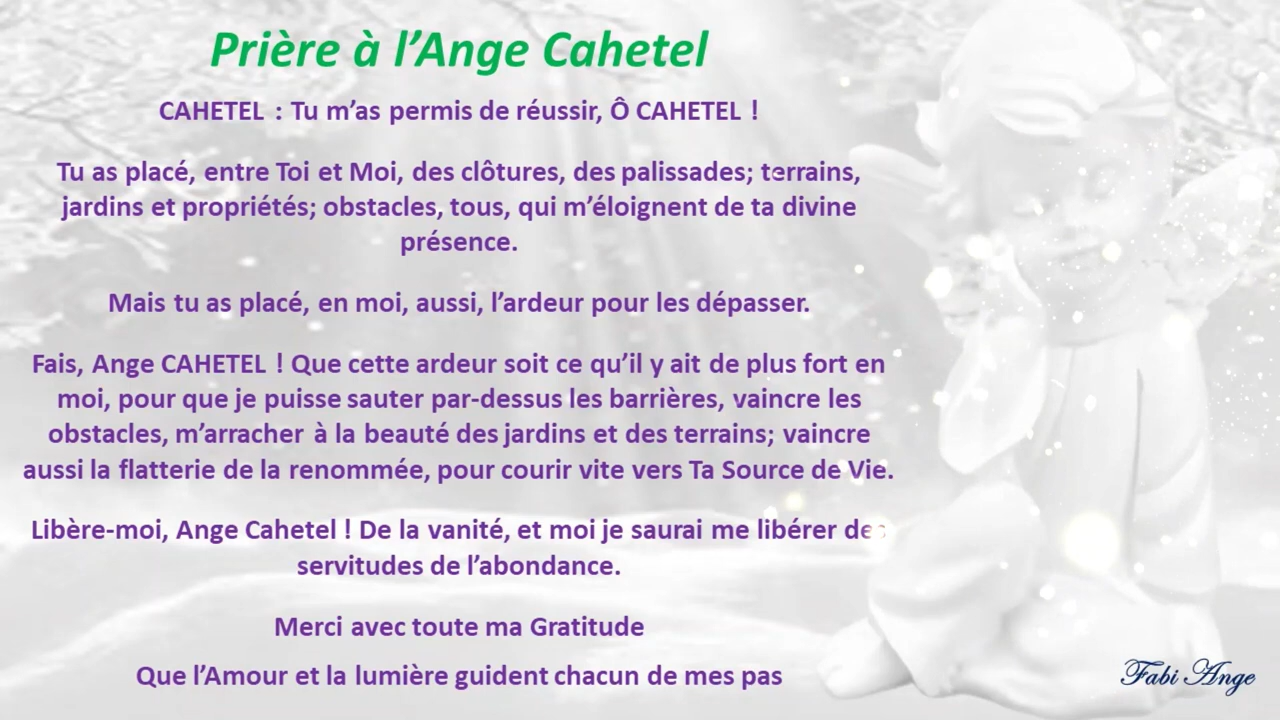 Prière à l’Ange Cahetel
CAHETEL : Tu m’as permis de réussir, Ô CAHETEL !
Tu as placé, entre Toi et Moi, des clôtures, des palissades; terrains,
jardins et propriétés; obstacles, tous, qui m’éloignent de ta divine
présence.
Mais tu as placé, en moi, aussi, l’ardeur pour les dépasser.
Fais, Ange CAHETEL ! Que cette ardeur soit ce qu’il y ait de plus fort en
moi, pour que je puisse sauter par-dessus les barrières, vaincre les
obstacles, m’arracher à la beauté des jardins et des terrains; vaincre
aussi la flatterie de la renommée, pour courir vite vers Ta Source de Vie.
Libère-moi, Ange Cahetel ! De la vanité, et moi je saurai me libérer des
servitudes de l’abondance.
Merci avec toute ma Gratitude
Que l’Amour et la lumière guident chacun de mes pas
Fabi Ange